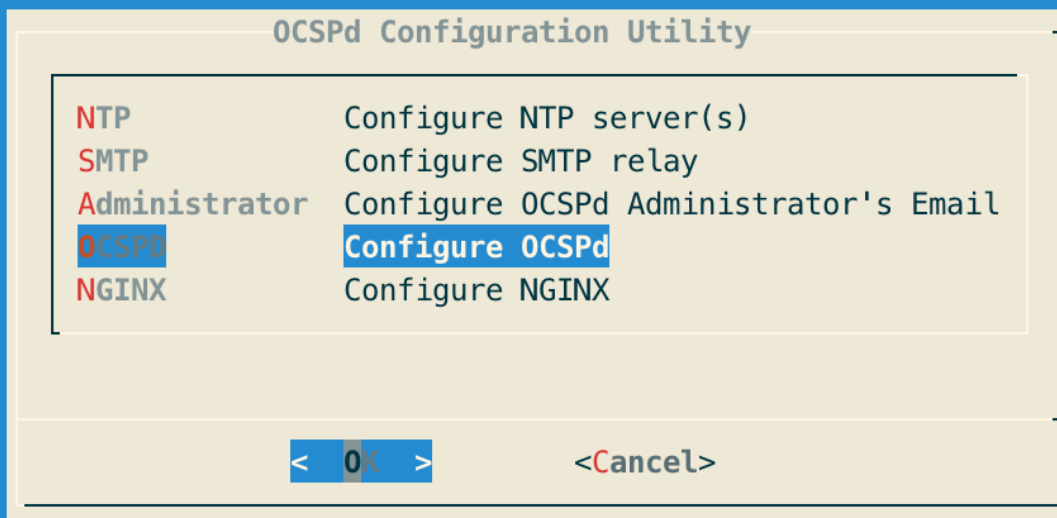 OCSPd Configuration Utility
NTP Configure NTP server(s)
SMTP Configure SMTP relay
Administrator Configure OCSPd Administrator's Email
OCSPD Configure OCSPd
NGINX Configure NGINX
< OK > <Cancel>